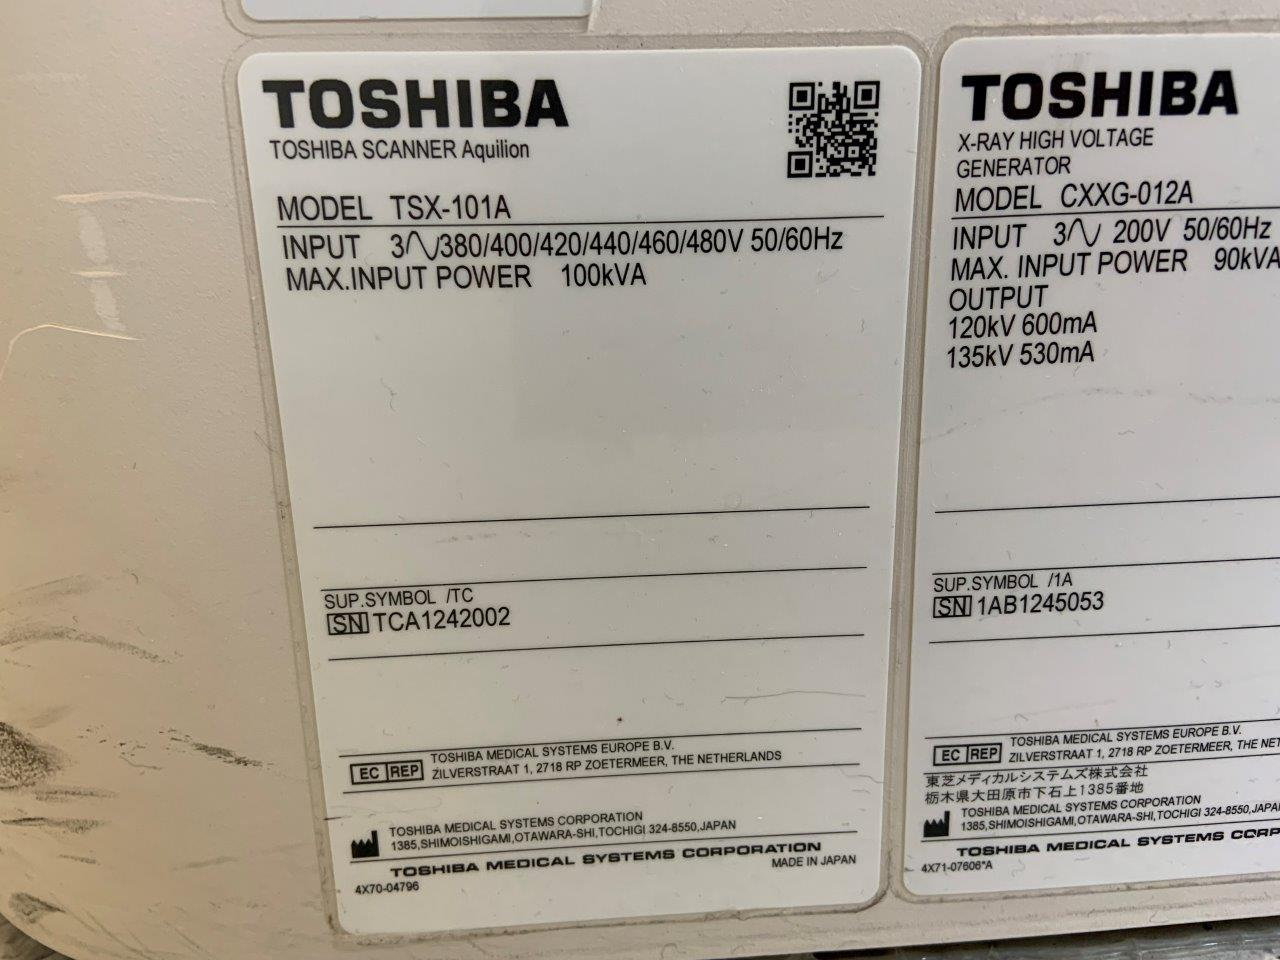 TOSHIBA
TOSHIBA SCANNER Aquilion
MODEL TSX-101A
INPUT 3∿380/400/420/440/460/480V 50/60Hz
MAX.INPUT POWER 100kVA
SUP.SYMBOL /TC
SN TCA1242002
EC REP
TOSHIBA MEDICAL SYSTEMS EUROPE B.V.
ZILVERSTRAAT 1, 2718 RP ZOETERMEER, THE NETHERLANDS
TOSHIBA MEDICAL SYSTEMS CORPORATION
1385,SHIMOISHIGAMI,OTAWARA-SHI,TOCHIGI 324-8550,JAPAN
TOSHIBA MEDICAL SYSTEMS CORPORATION
MADE IN JAPAN
4X70-04796
TOSHIBA
X-RAY HIGH VOLTAGE
GENERATOR
MODEL CXXG-012A
INPUT 3∿ 200V 50/60Hz
MAX. INPUT POWER 90kVA
OUTPUT
120kV 600mA
135kV 530mA
SUP.SYMBOL /1A
SN 1AB1245053
EC REP
TOSHIBA MEDICAL SYSTEMS EUROPE B.V.
ZILVERSTRAAT 1, 2718 RP ZOETERMEER, THE NET
東芝メディカルシステムズ株式会社
栃木県大田原市下石上1385番地
TOSHIBA MEDICAL SYSTEMS CORPORATION
1385,SHIMOISHIGAMI,OTAWARA-SHI,TOCHIGI 324-8550,JAPA
TOSHIBA MEDICAL SYSTEMS CORP
4X71-07606*A